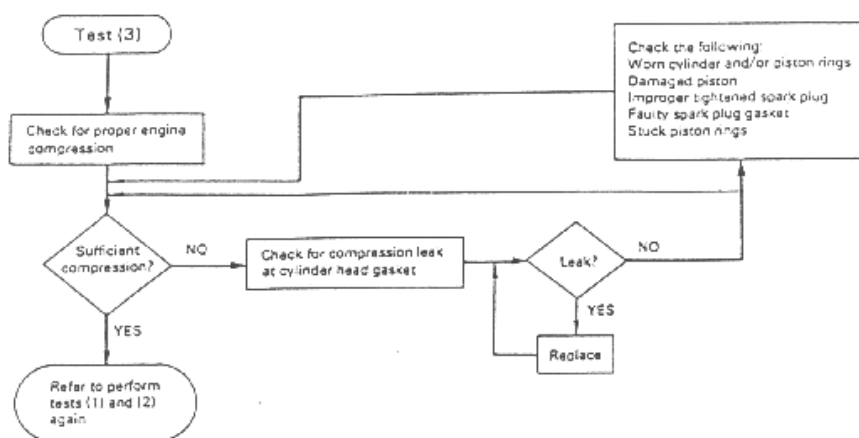 Test (3)
Check for proper engine
compression
Sufficient
compression?
NO
YES
Refer to perform
tests (1) and (2)
again
Check for compression leak
at cylinder head gasket
Leak?
NO
YES
Replace
Check the following:
Worn cylinder and/or piston rings
Damaged piston
Improper tightened spark plug
Faulty spark plug gasket
Stuck piston rings